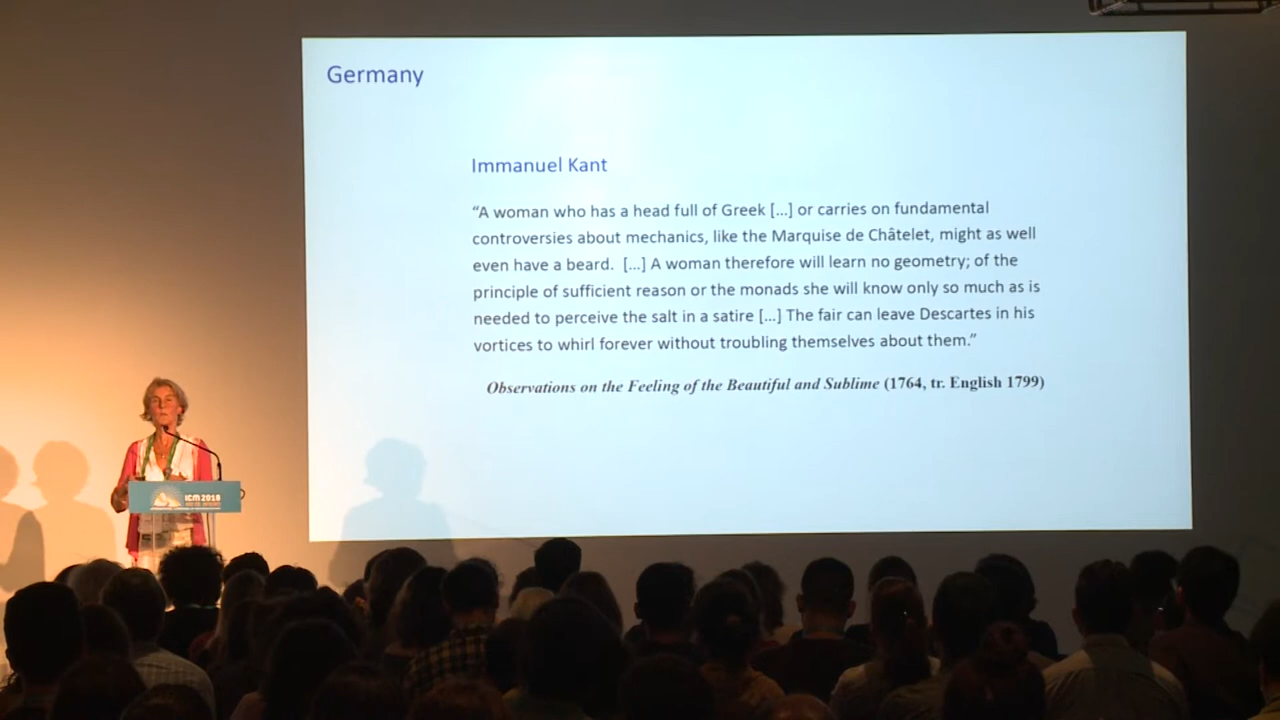 Germany
Immanuel Kant
“A woman who has a head full of Greek [...] or carries on fundamental
controversies about mechanics, like the Marquise de Châtelet, might as well
even have a beard. [...] A woman therefore will learn no geometry; of the
principle of sufficient reason or the monads she will know only so much as is
needed to perceive the salt in a satire [...] The fair can leave Descartes in his
vortices to whirl forever without troubling themselves about them.”
Observations on the Feeling of the Beautiful and Sublime (1764, tr. English 1799)
ICM 2018